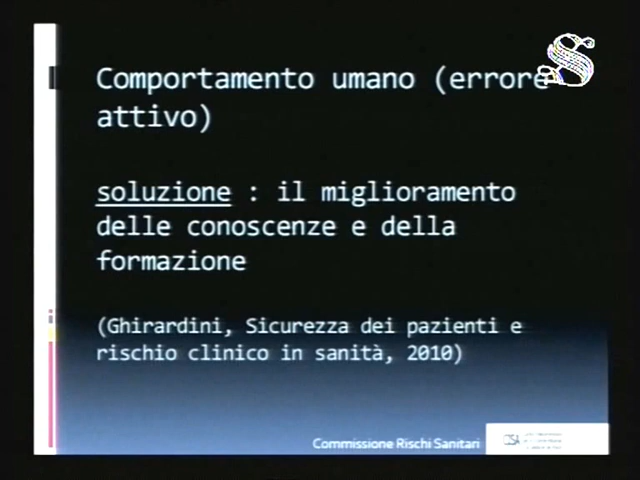 Comportamento umano (errore
attivo)
soluzione : il miglioramento
delle conoscenze e della
formazione
(Ghirardini, Sicurezza dei pazienti e
rischio clinico in sanità, 2010)
Commissione Rischi Sanitari